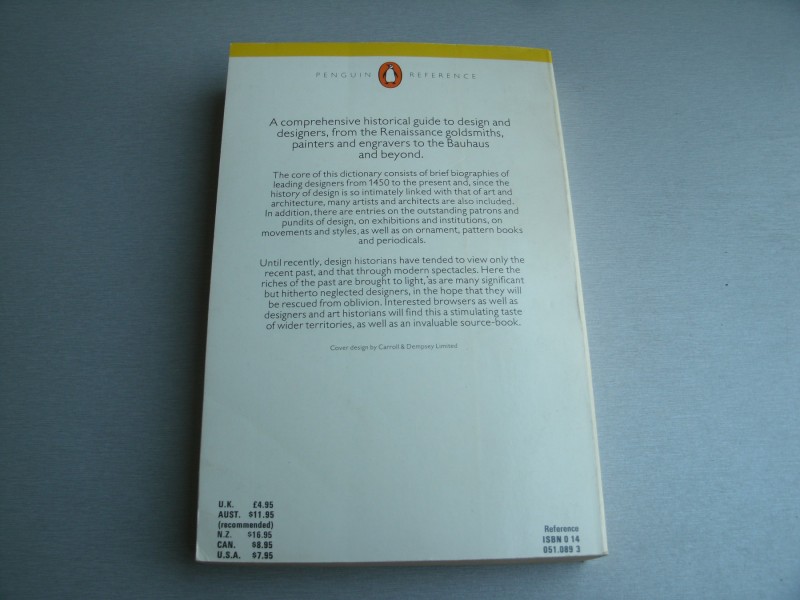 PENGUIN REFERENCE
A comprehensive historical guide to design and
designers, from the Renaissance goldsmiths,
painters and engravers to the Bauhaus
and beyond.
The core of this dictionary consists of brief biographies of
leading designers from 1450 to the present and, since the
history of design is so intimately linked with that of art and
architecture, many artists and architects are also included.
In addition, there are entries on the outstanding patrons and
pundits of design, on exhibitions and institutions, on
movements and styles, as well as on ornament, pattern books
and periodicals.
Until recently, design historians have tended to view only the
recent past, and that through modern spectacles. Here the
riches of the past are brought to light, as are many significant
but hitherto neglected designers, in the hope that they will
be rescued from oblivion. Interested browsers as well as
designers and art historians will find this a stimulating taste
of wider territories, as well as an invaluable source-book.
Cover design by Carroll & Dempsey Limited
U.K. £4.95
AUST. $11.95
(recommended)
N.Z. $16.95
CAN. $8.95
U.S.A. $7.95
Reference
ISBN 0 14
051.089 3